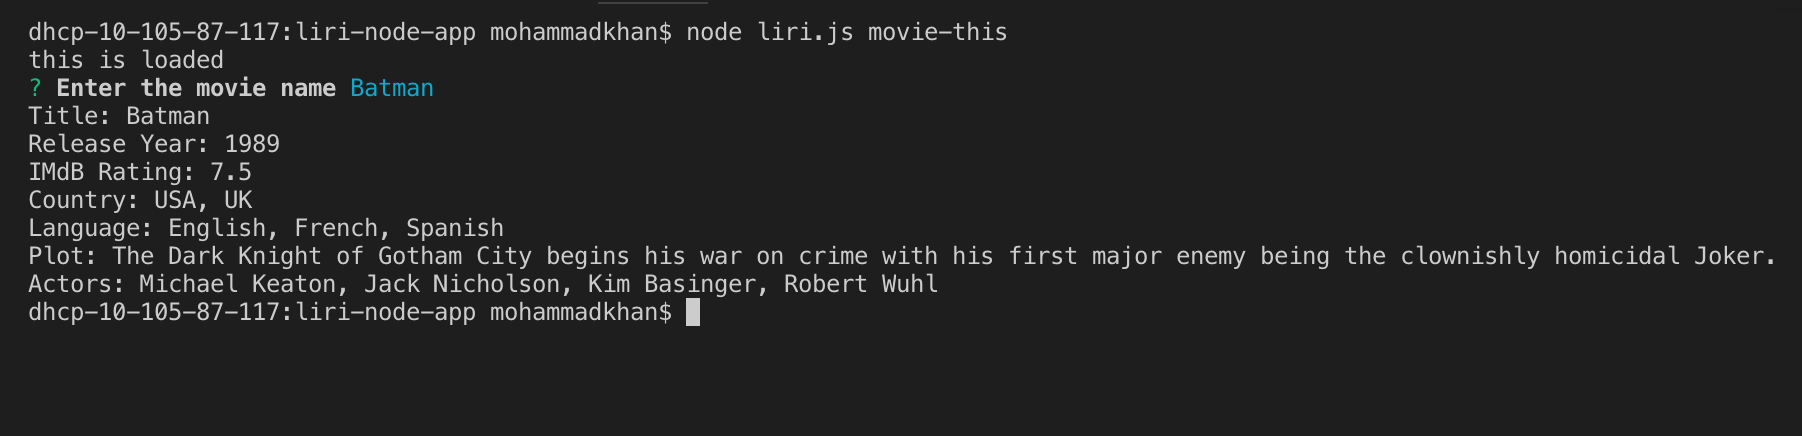 dhcp-10-105-87-117:liri-node-app mohammadkhan$ node liri.js movie-this
this is loaded
? Enter the movie name Batman
Title: Batman
Release Year: 1989
IMdB Rating: 7.5
Country: USA, UK
Language: English, French, Spanish
Plot: The Dark Knight of Gotham City begins his war on crime with his first major enemy being the clownishly homicidal Joker.
Actors: Michael Keaton, Jack Nicholson, Kim Basinger, Robert Wuhl
dhcp-10-105-87-117:liri-node-app mohammadkhan$